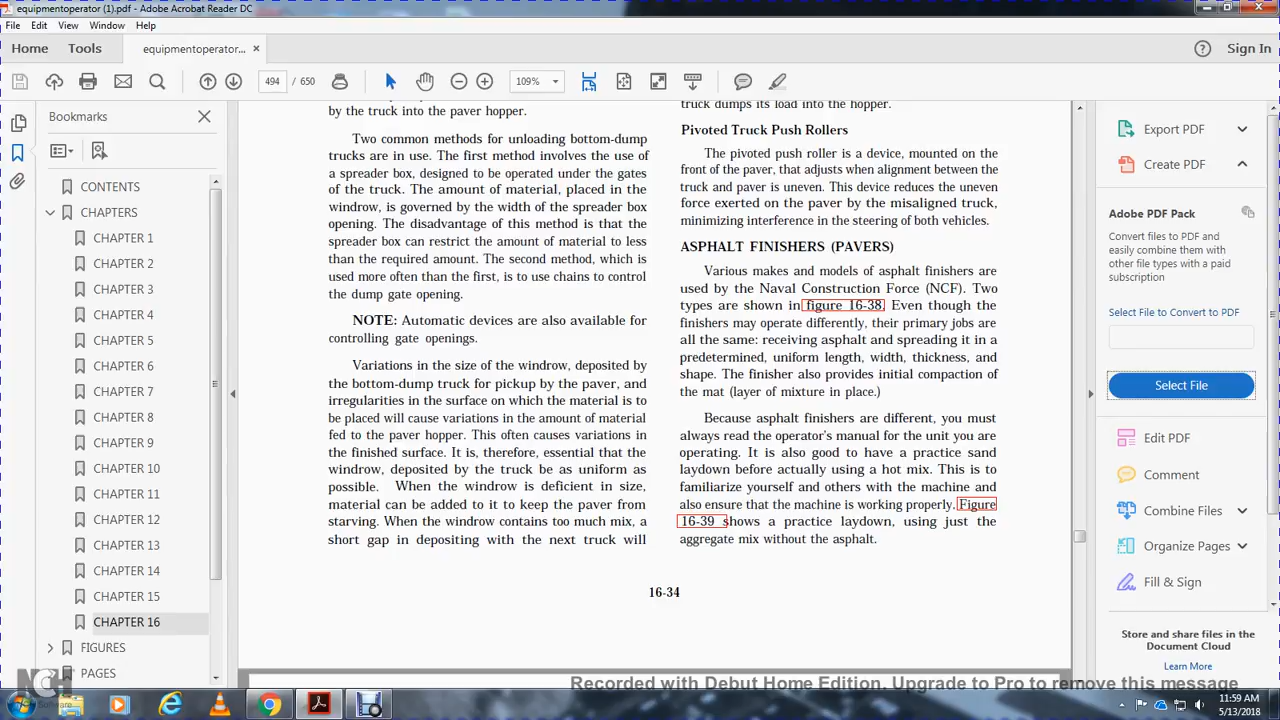 equipmentoperator (1).pdf - Adobe Acrobat Reader DC
File Edit View Window Help
Home Tools equipmentoperator... × Sign In
494 / 650 109%
Bookmarks
CONTENTS
CHAPTERS
CHAPTER 1
CHAPTER 2
CHAPTER 3
CHAPTER 4
CHAPTER 5
CHAPTER 6
CHAPTER 7
CHAPTER 8
CHAPTER 9
CHAPTER 10
CHAPTER 11
CHAPTER 12
CHAPTER 13
CHAPTER 14
CHAPTER 15
CHAPTER 16
FIGURES
PAGES
by the truck into the paver hopper.
Two common methods for unloading bottom-dump
trucks are in use. The first method involves the use of
a spreader box, designed to be operated under the gates
of the truck. The amount of material, placed in the
windrow, is governed by the width of the spreader box
opening. The disadvantage of this method is that the
spreader box can restrict the amount of material to less
than the required amount. The second method, which is
used more often than the first, is to use chains to control
the dump gate opening.
NOTE: Automatic devices are also available for
controlling gate openings.
Variations in the size of the windrow, deposited by
the bottom-dump truck for pickup by the paver, and
irregularities in the surface on which the material is to
be placed will cause variations in the amount of material
fed to the paver hopper. This often causes variations in
the finished surface. It is, therefore, essential that the
windrow, deposited by the truck be as uniform as
possible. When the windrow is deficient in size,
material can be added to it to keep the paver from
starving. When the windrow contains too much mix, a
short gap in depositing with the next truck will
truck dumps its load into the hopper.
Pivoted Truck Push Rollers
The pivoted push roller is a device, mounted on the
front of the paver, that adjusts when alignment between the
truck and paver is uneven. This device reduces the uneven
force exerted on the paver by the misaligned truck,
minimizing interference in the steering of both vehicles.
ASPHALT FINISHERS (PAVERS)
Various makes and models of asphalt finishers are
used by the Naval Construction Force (NCF). Two
types are shown in figure 16-38. Even though the
finishers may operate differently, their primary jobs are
all the same: receiving asphalt and spreading it in a
predetermined, uniform length, width, thickness, and
shape. The finisher also provides initial compaction of
the mat (layer of mixture in place.)
Because asphalt finishers are different, you must
always read the operator's manual for the unit you are
operating. It is also good to have a practice sand
laydown before actually using a hot mix. This is to
familiarize yourself and others with the machine and
also ensure that the machine is working properly. Figure
16-39 shows a practice laydown, using just the
aggregate mix without the asphalt.
16-34
Export PDF
Create PDF
Adobe PDF Pack
Convert files to PDF and
easily combine them with
other file types with a paid
subscription
Select File to Convert to PDF
Select File
Edit PDF
Comment
Combine Files
Organize Pages
Fill & Sign
Store and share files in the
Document Cloud
Learn More
NCH
Software
Recorded with Debut Home Edition. Upgrade to Pro to remove this message
11:59 AM
5/13/2018